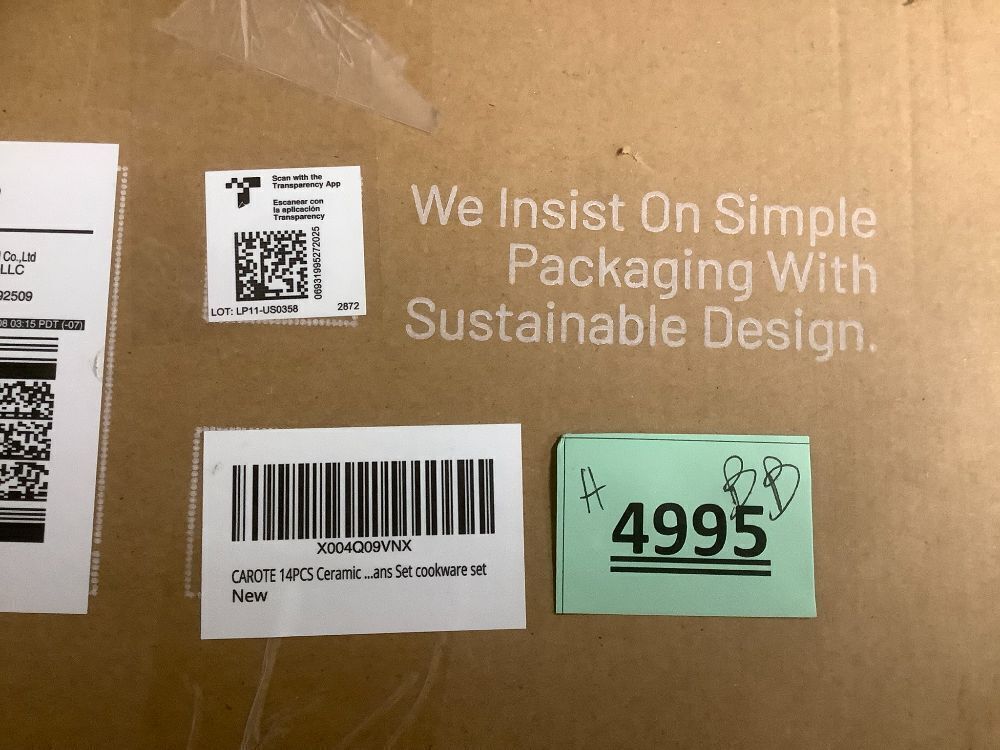 Co.,Ltd
LLC
92509
08 03:15 PDT (-07)
Scan with the
Transparency App
Escanear con
la aplicación
Transparency
06931995272025
LOT: LP11-US0358 2872
We Insist On Simple
Packaging With
Sustainable Design.
X004Q09VNX
CAROTE 14PCS Ceramic ...ans Set cookware set
New
H BB
4995